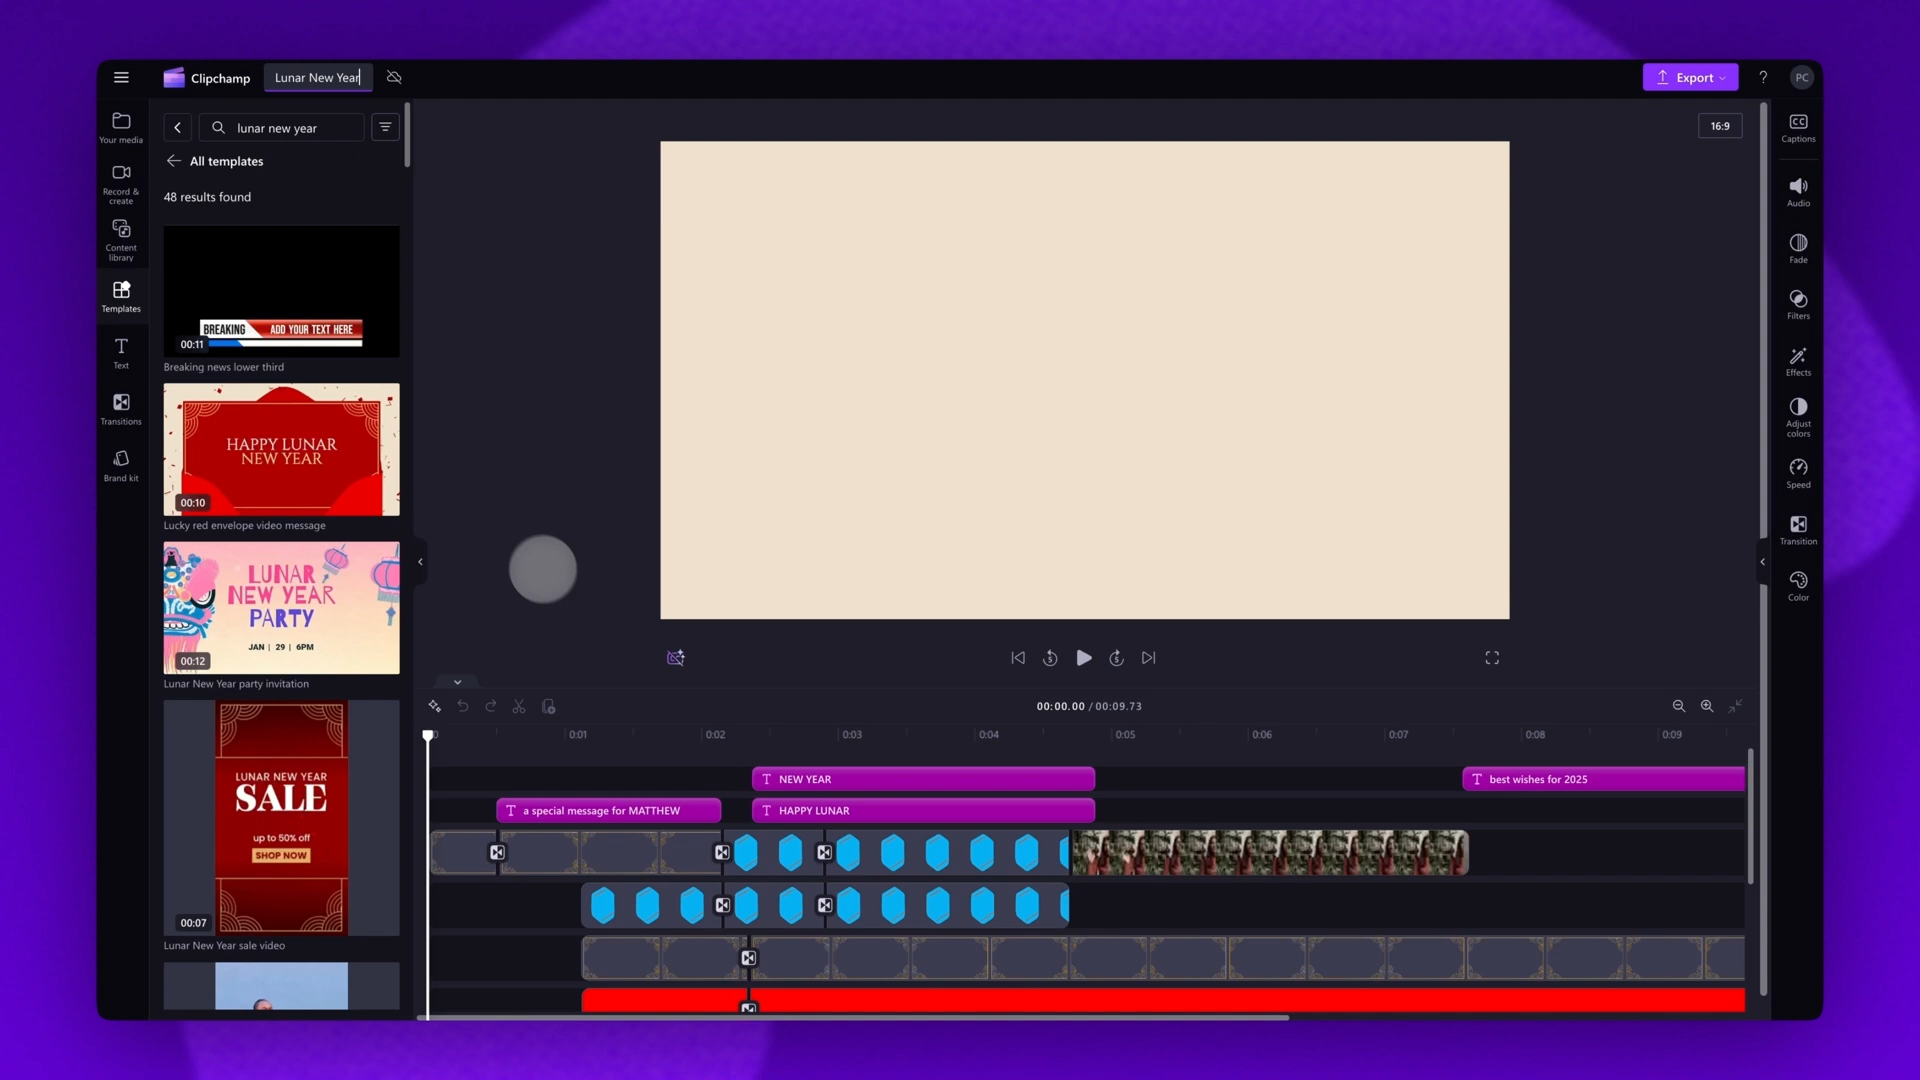 Clipchamp
Lunar New Year
Export
?
PC
Your media
Record &
create
Content
library
Templates
Text
Transitions
Brand kit
lunar new year
All templates
48 results found
BREAKING
ADD YOUR TEXT HERE
00:11
Breaking news lower third
HAPPY LUNAR
NEW YEAR
00:10
Lucky red envelope video message
LUNAR
NEW YEAR
PARTY
JAN | 29 | 6PM
00:12
Lunar New Year party invitation
LUNAR NEW YEAR
SALE
up to 50% off
SHOP NOW
00:07
Lunar New Year sale video
16:9
CC
Captions
Audio
Fade
Filters
Effects
Adjust
colors
Speed
Transition
Color
5
5
00:00.00 / 00:09.73
0
0:01
0:02
0:03
0:04
0:05
0:06
0:07
0:08
0:09
T NEW YEAR
T best wishes for 2025
T a special message for MATTHEW
T HAPPY LUNAR